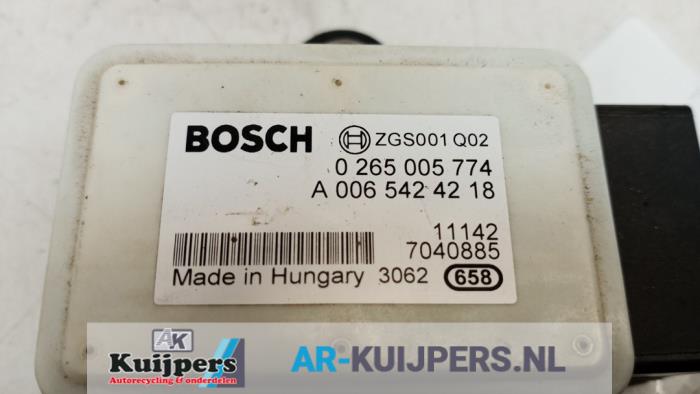 BOSCH ZGS001 Q02
0 265 005 774
A 006 542 42 18
11142
7040885
Made in Hungary 3062 658
AK
Kuijpers
Autorecycling & onderdelen
AR-KUIJPERS.NL